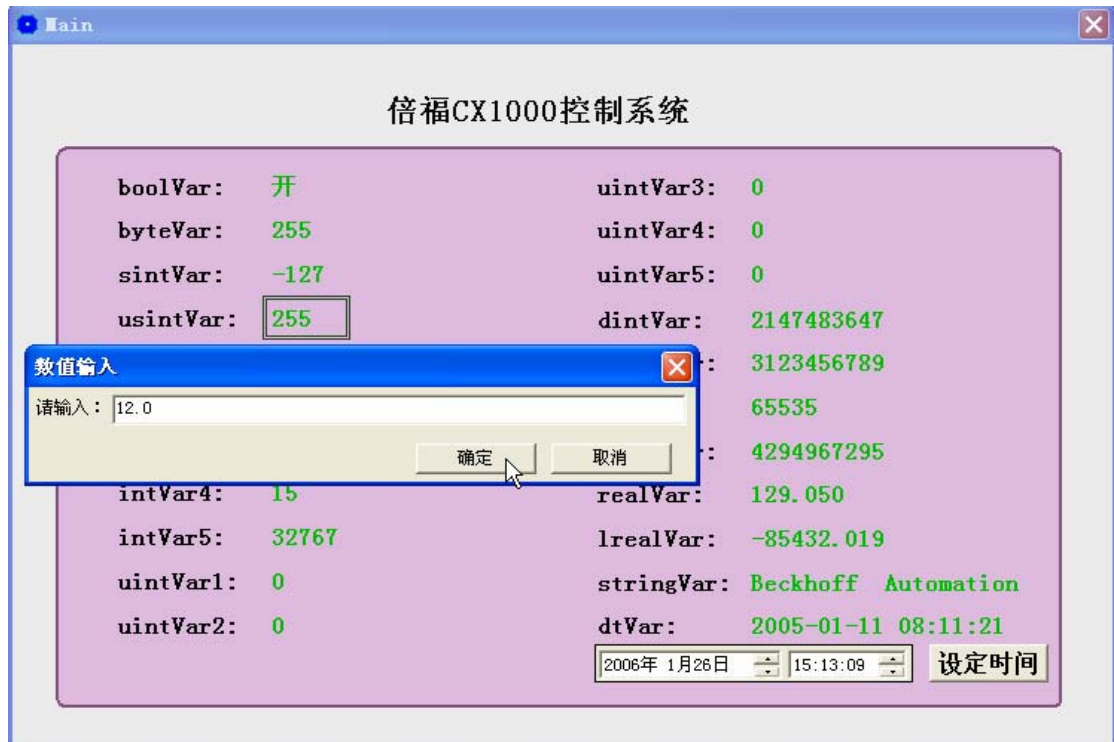 Main
倍福CX1000控制系统
boolVar: 开 uintVar3: 0
byteVar: 255 uintVar4: 0
sintVar: -127 uintVar5: 0
usintVar: 255 dintVar: 2147483647
数值输入 : 3123456789
请输入: 12.0 65535
确定 取消 : 4294967295
intVar4: 15 realVar: 129.050
intVar5: 32767 lrealVar: -85432.019
uintVar1: 0 stringVar: Beckhoff Automation
uintVar2: 0 dtVar: 2005-01-11 08:11:21
2006年 1月26日 15:13:09 设定时间